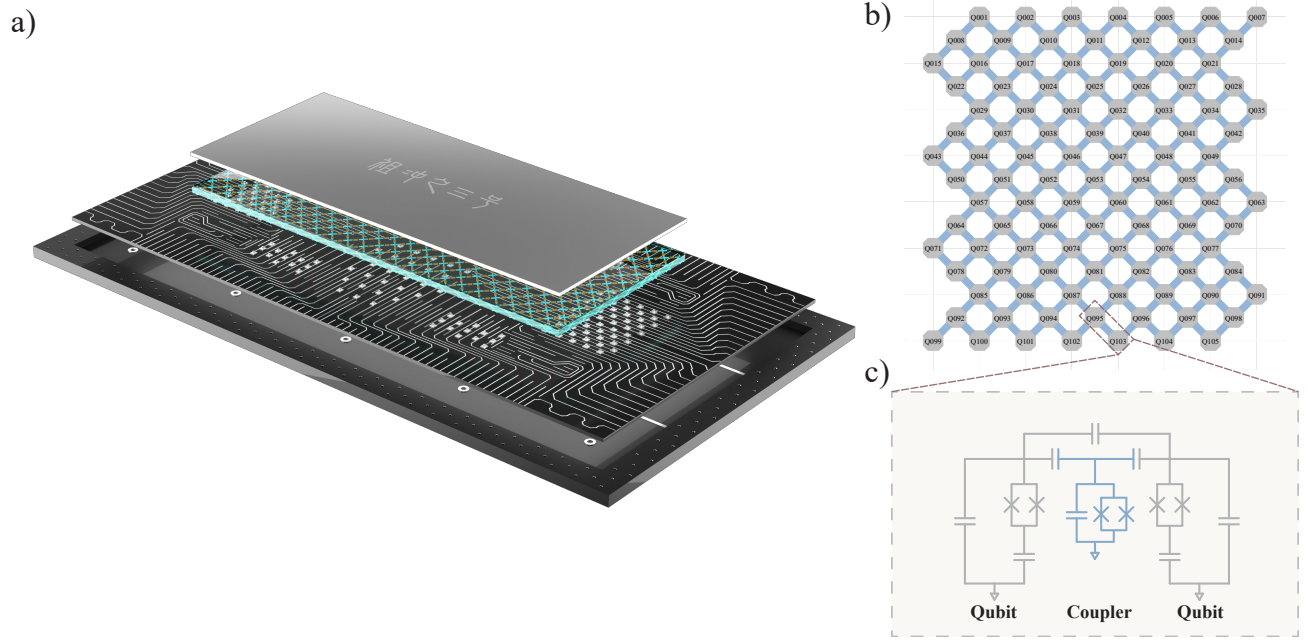 a)
祖冲之三号
b)
Q001 Q002 Q003 Q004 Q005 Q006 Q007
Q008 Q009 Q010 Q011 Q012 Q013 Q014
Q015 Q016 Q017 Q018 Q019 Q020 Q021
Q022 Q023 Q024 Q025 Q026 Q027 Q028
Q029 Q030 Q031 Q032 Q033 Q034 Q035
Q036 Q037 Q038 Q039 Q040 Q041 Q042
Q043 Q044 Q045 Q046 Q047 Q048 Q049
Q050 Q051 Q052 Q053 Q054 Q055 Q056
Q057 Q058 Q059 Q060 Q061 Q062 Q063
Q064 Q065 Q066 Q067 Q068 Q069 Q070
Q071 Q072 Q073 Q074 Q075 Q076 Q077
Q078 Q079 Q080 Q081 Q082 Q083 Q084
Q085 Q086 Q087 Q088 Q089 Q090 Q091
Q092 Q093 Q094 Q095 Q096 Q097 Q098
Q099 Q100 Q101 Q102 Q103 Q104 Q105
c)
Qubit Coupler Qubit